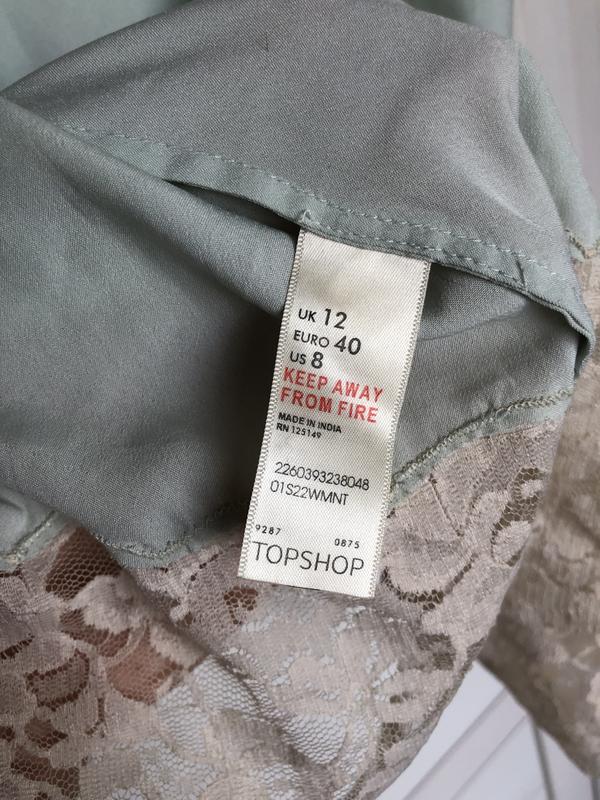 UK 12
EURO 40
US 8
KEEP AWAY
FROM FIRE
MADE IN INDIA
RN 125149
2260393238048
01S22WMNT
9287 0875
TOPSHOP